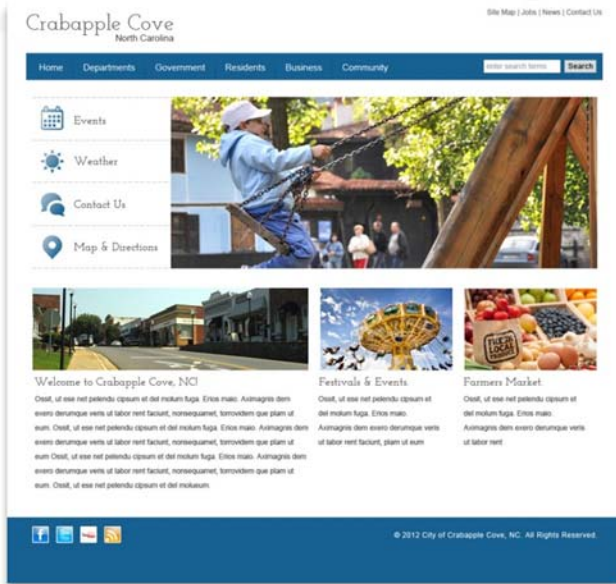 Crabapple Cove
North Carolina
Site Map | Jobs | News | Contact Us
Home Departments Government Residents Business Community
enter search terms Search
Events
Weather
Contact Us
Map & Directions
Welcome to Crabapple Cove, NC!
Ossit, ut ese net pelendu cipsum et del molum fuga. Erios maio. Aximagnis dem
exero derumque veris ut labor rent faciunt, nonsequamet, torrovidem que plam ut
eum. Ossit, ut ese net pelendu cipsum et del molum fuga. Erios maio. Aximagnis dem
exero derumque veris ut labor rent faciunt, nonsequamet, torrovidem que plam ut
eum Ossit, ut ese net pelendu cipsum et del molum fuga. Erios maio. Aximagnis dem
exero derumque veris ut labor rent faciunt, nonsequamet, torrovidem que plam ut
eum. Ossit, ut ese net pelendu cipsum et del molueum
Festivals & Events.
Ossit, ut ese net pelendu cipsum et
del molum fuga. Erios maio.
Aximagnis dem exero derumque veris
ut labor rent faciunt, plam ut eum
LOCAL
Farmers Market.
Ossit, ut ese net pelendu cipsum et
del molum fuga. Erios maio.
Aximagnis dem exero derumque veris
ut labor rent
© 2012 City of Crabapple Cove, NC. All Rights Reserved.